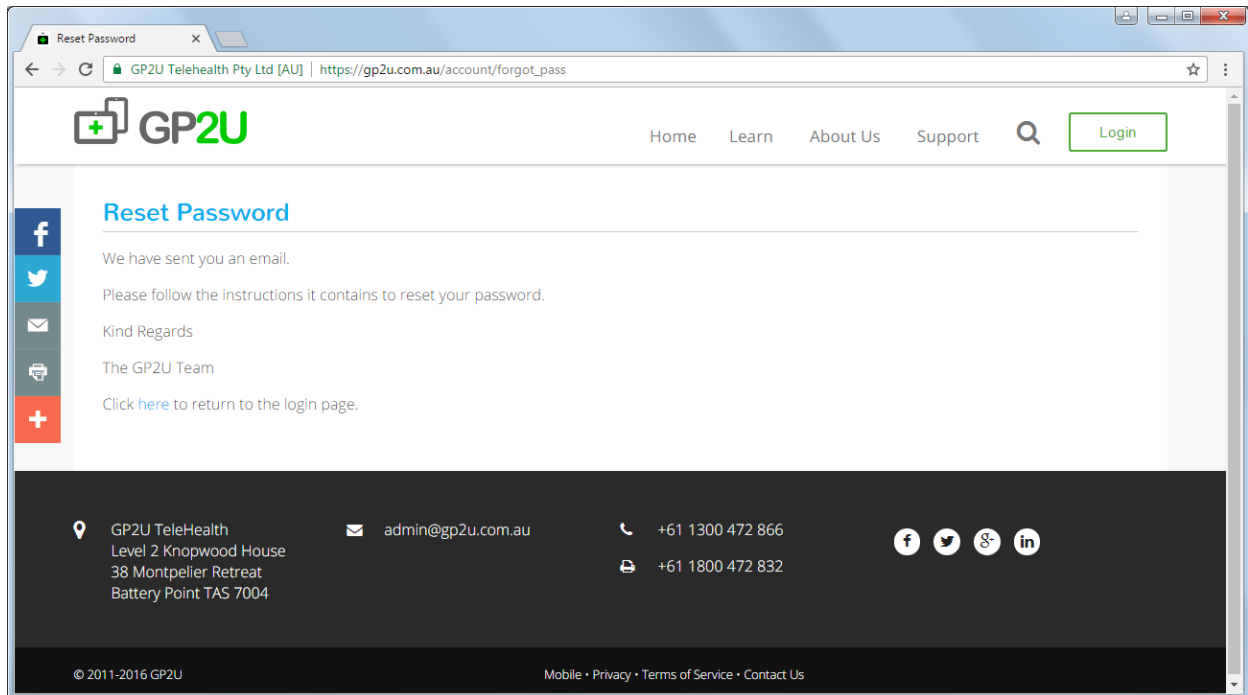 Reset Password
GP2U Telehealth Pty Ltd [AU] | https://gp2u.com.au/account/forgot_pass
GP2U
Home Learn About Us Support Login
Reset Password
We have sent you an email.
Please follow the instructions it contains to reset your password.
Kind Regards
The GP2U Team
Click here to return to the login page.
GP2U TeleHealth
Level 2 Knopwood House
38 Montpelier Retreat
Battery Point TAS 7004
admin@gp2u.com.au
+61 1300 472 866
+61 1800 472 832
© 2011-2016 GP2U
Mobile • Privacy • Terms of Service • Contact Us